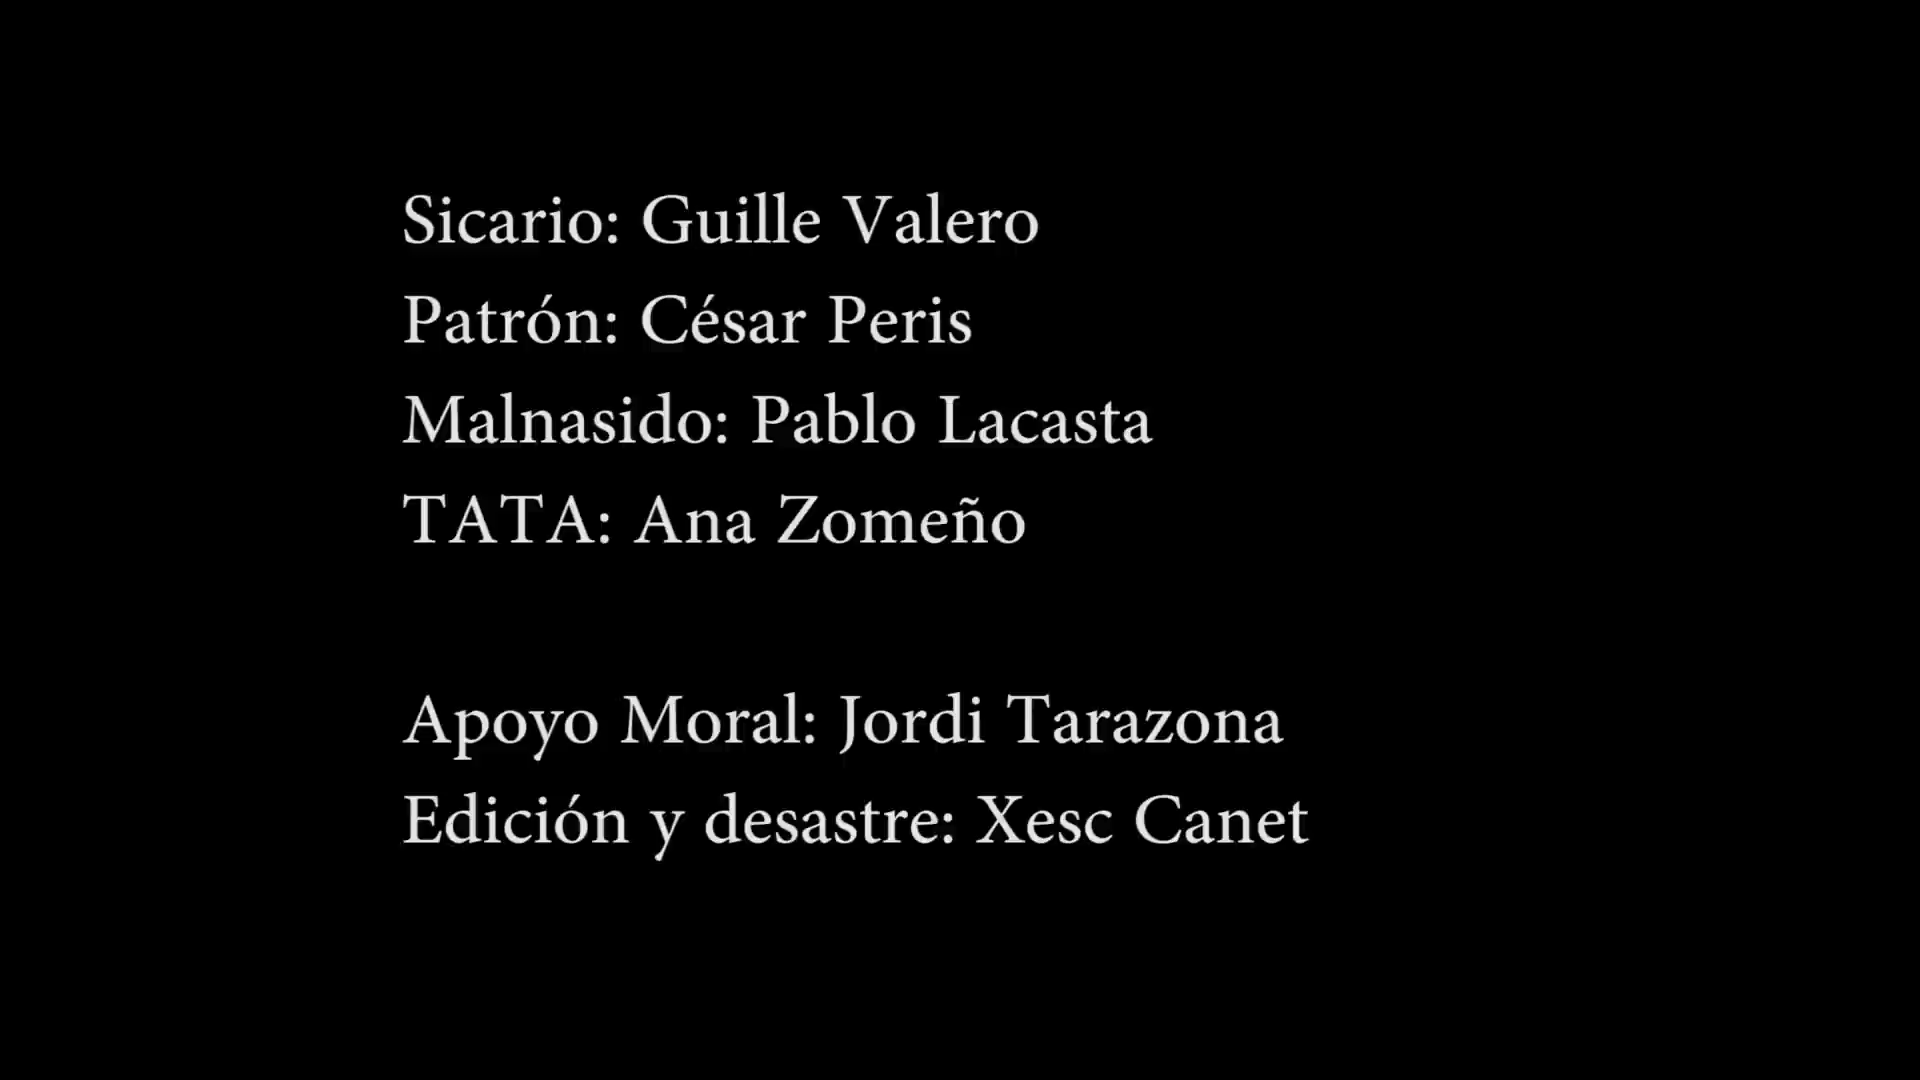 Sicario: Guille Valero
Patrón: César Peris
Malnasido: Pablo Lacasta
TATA: Ana Zomeño
Apoyo Moral: Jordi Tarazona
Edición y desastre: Xesc Canet